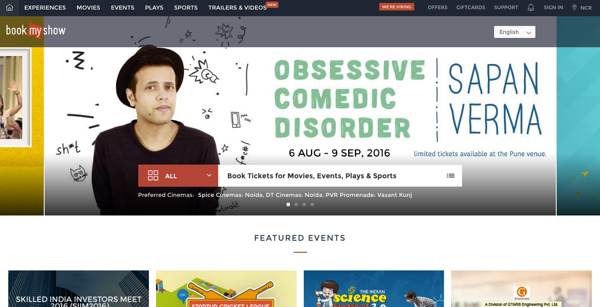 EXPERIENCES MOVIES EVENTS PLAYS SPORTS TRAILERS & VIDEOS NEW WE'RE HIRING OFFERS GIFTCARDS SUPPORT SIGN IN NCR
book my show
English
OBSESSIVE
COMEDIC
DISORDER
SAPAN
VERMA
6 AUG - 9 SEP, 2016
limited tickets available at the Pune venue.
sh*t
ALL
Book Tickets for Movies, Events, Plays & Sports
Preferred Cinemas: Spice Cinemas: Noida, DT Cinemas: Noida, PVR Promenade: Vasant Kunj
FEATURED EVENTS
SKILLED INDIA INVESTORS MEET
2016 (SIIM2016)
STARTUP CRICKET LEAGUE
THE INDIAN
science
A Division of GTWRB Engineering Pvt. Ltd